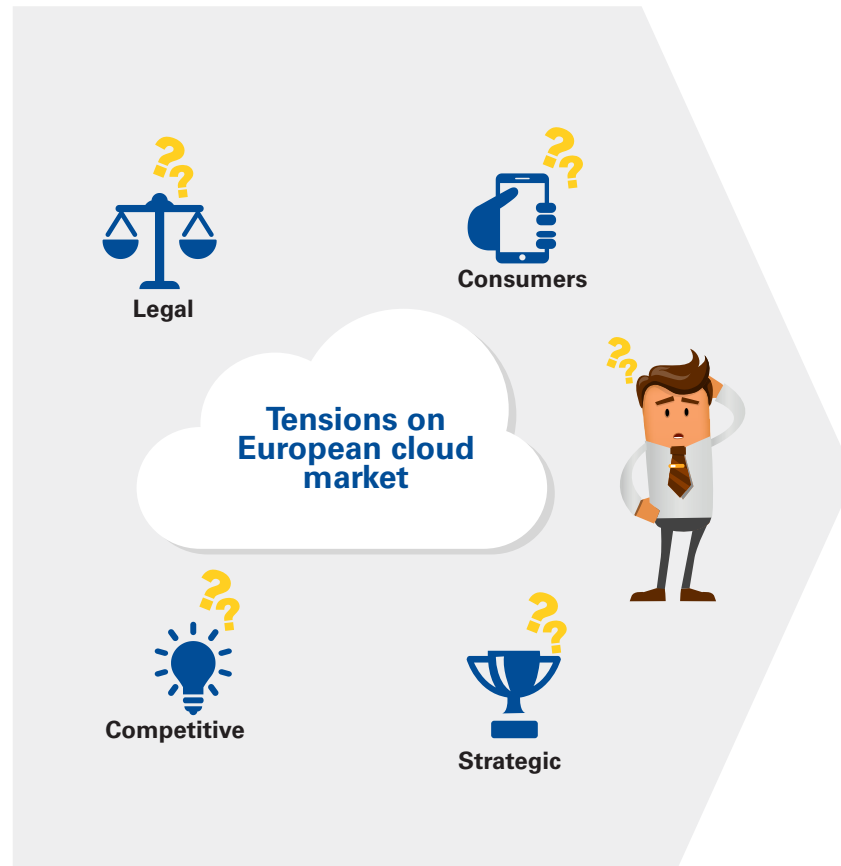 ??
??
Legal
Consumers
??
Tensions on
European cloud
market
??
??
Competitive
Strategic